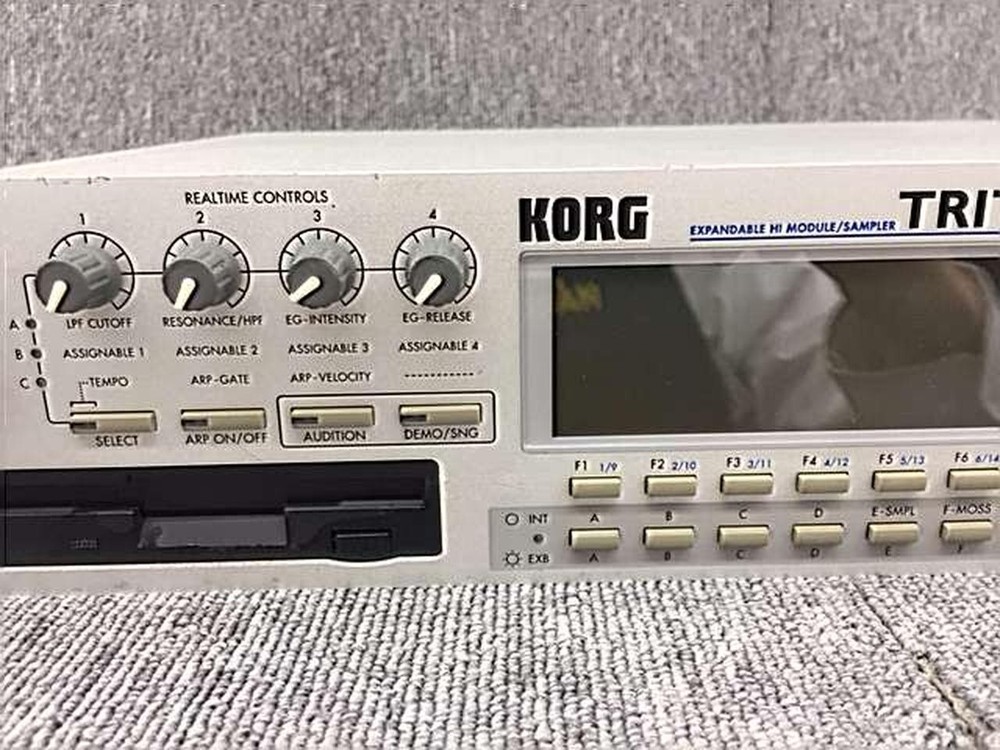 REALTIME CONTROLS
1 2 3 4
LPF CUTOFF RESONANCE/HPF EG-INTENSITY EG-RELEASE
A
B ASSIGNABLE 1 ASSIGNABLE 2 ASSIGNABLE 3 ASSIGNABLE 4
C TEMPO ARP-GATE ARP-VELOCITY ----------
SELECT ARP ON/OFF AUDITION DEMO/SNG
KORG
EXPANDABLE HI MODULE/SAMPLER TRIT
F1 1/9 F2 2/10 F3 3/11 F4 4/12 F5 5/13 F6 6/14
INT A B C D E-SMPL F-MOSS
EXB A B C D E F